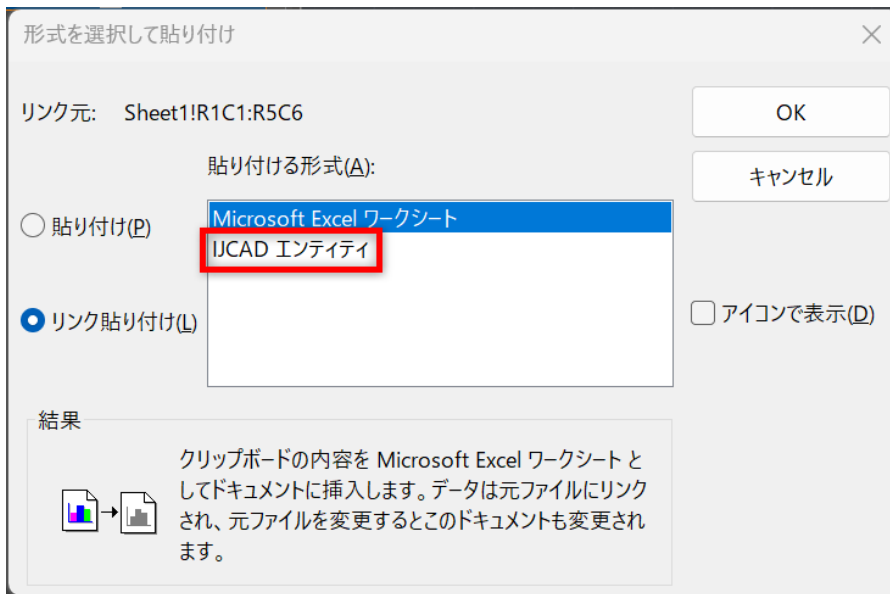 形式を選択して貼り付け
リンク元: Sheet1!R1C1:R5C6
OK
貼り付ける形式(A):
キャンセル
貼り付け(P)
Microsoft Excel ワークシート
IJCAD エンティティ
リンク貼り付け(L)
アイコンで表示(D)
結果
クリップボードの内容を Microsoft Excel ワークシート と
してドキュメントに挿入します。データは元ファイルにリンク
され、元ファイルを変更するとこのドキュメントも変更され
ます。